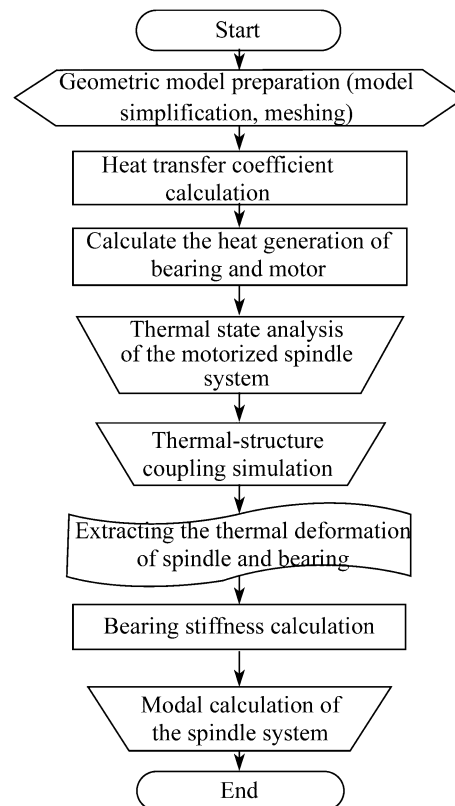 Start
Geometric model preparation (model
simplification, meshing)
Heat transfer coefficient
calculation
Calculate the heat generation of
bearing and motor
Thermal state analysis
of the motorized spindle
system
Thermal-structure
coupling simulation
Extracting the thermal deformation
of spindle and bearing
Bearing stiffness calculation
Modal calculation of
the spindle system
End